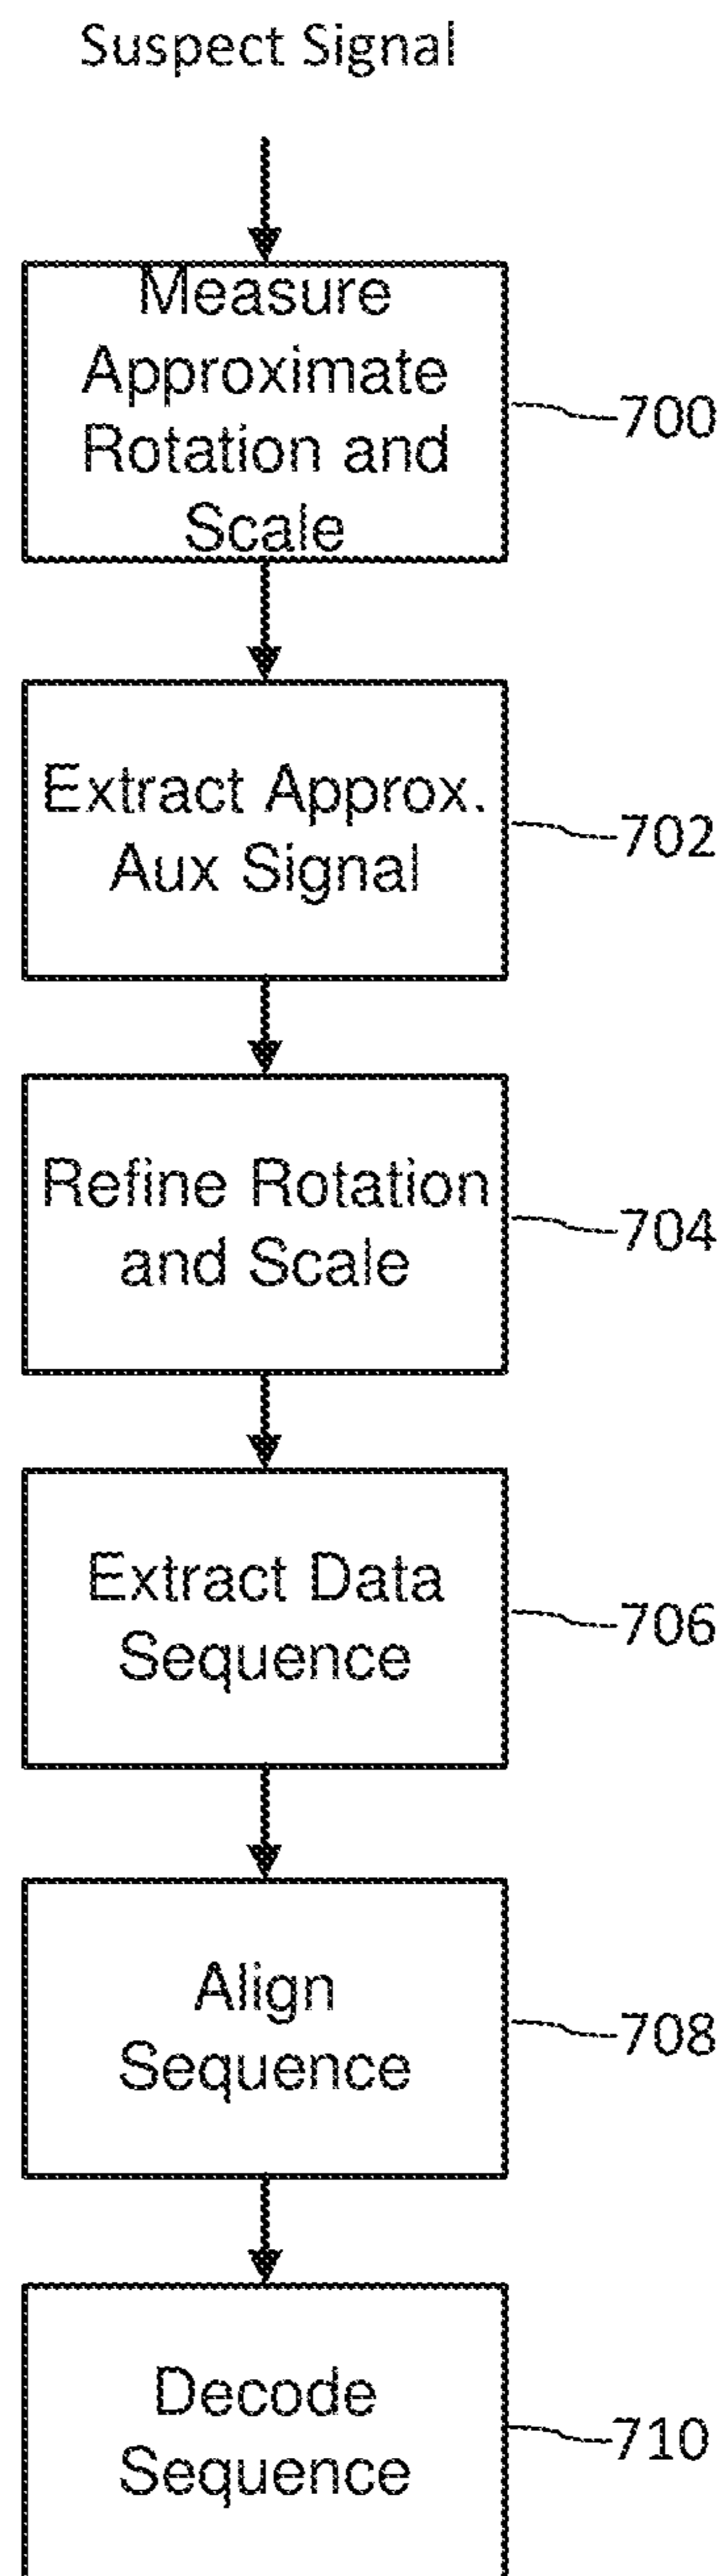 Suspect Signal
Measure
Approximate
Rotation and
Scale
700
Extract Approx.
Aux Signal
702
Refine Rotation
and Scale
704
Extract Data
Sequence
706
Align
Sequence
708
Decode
Sequence
710